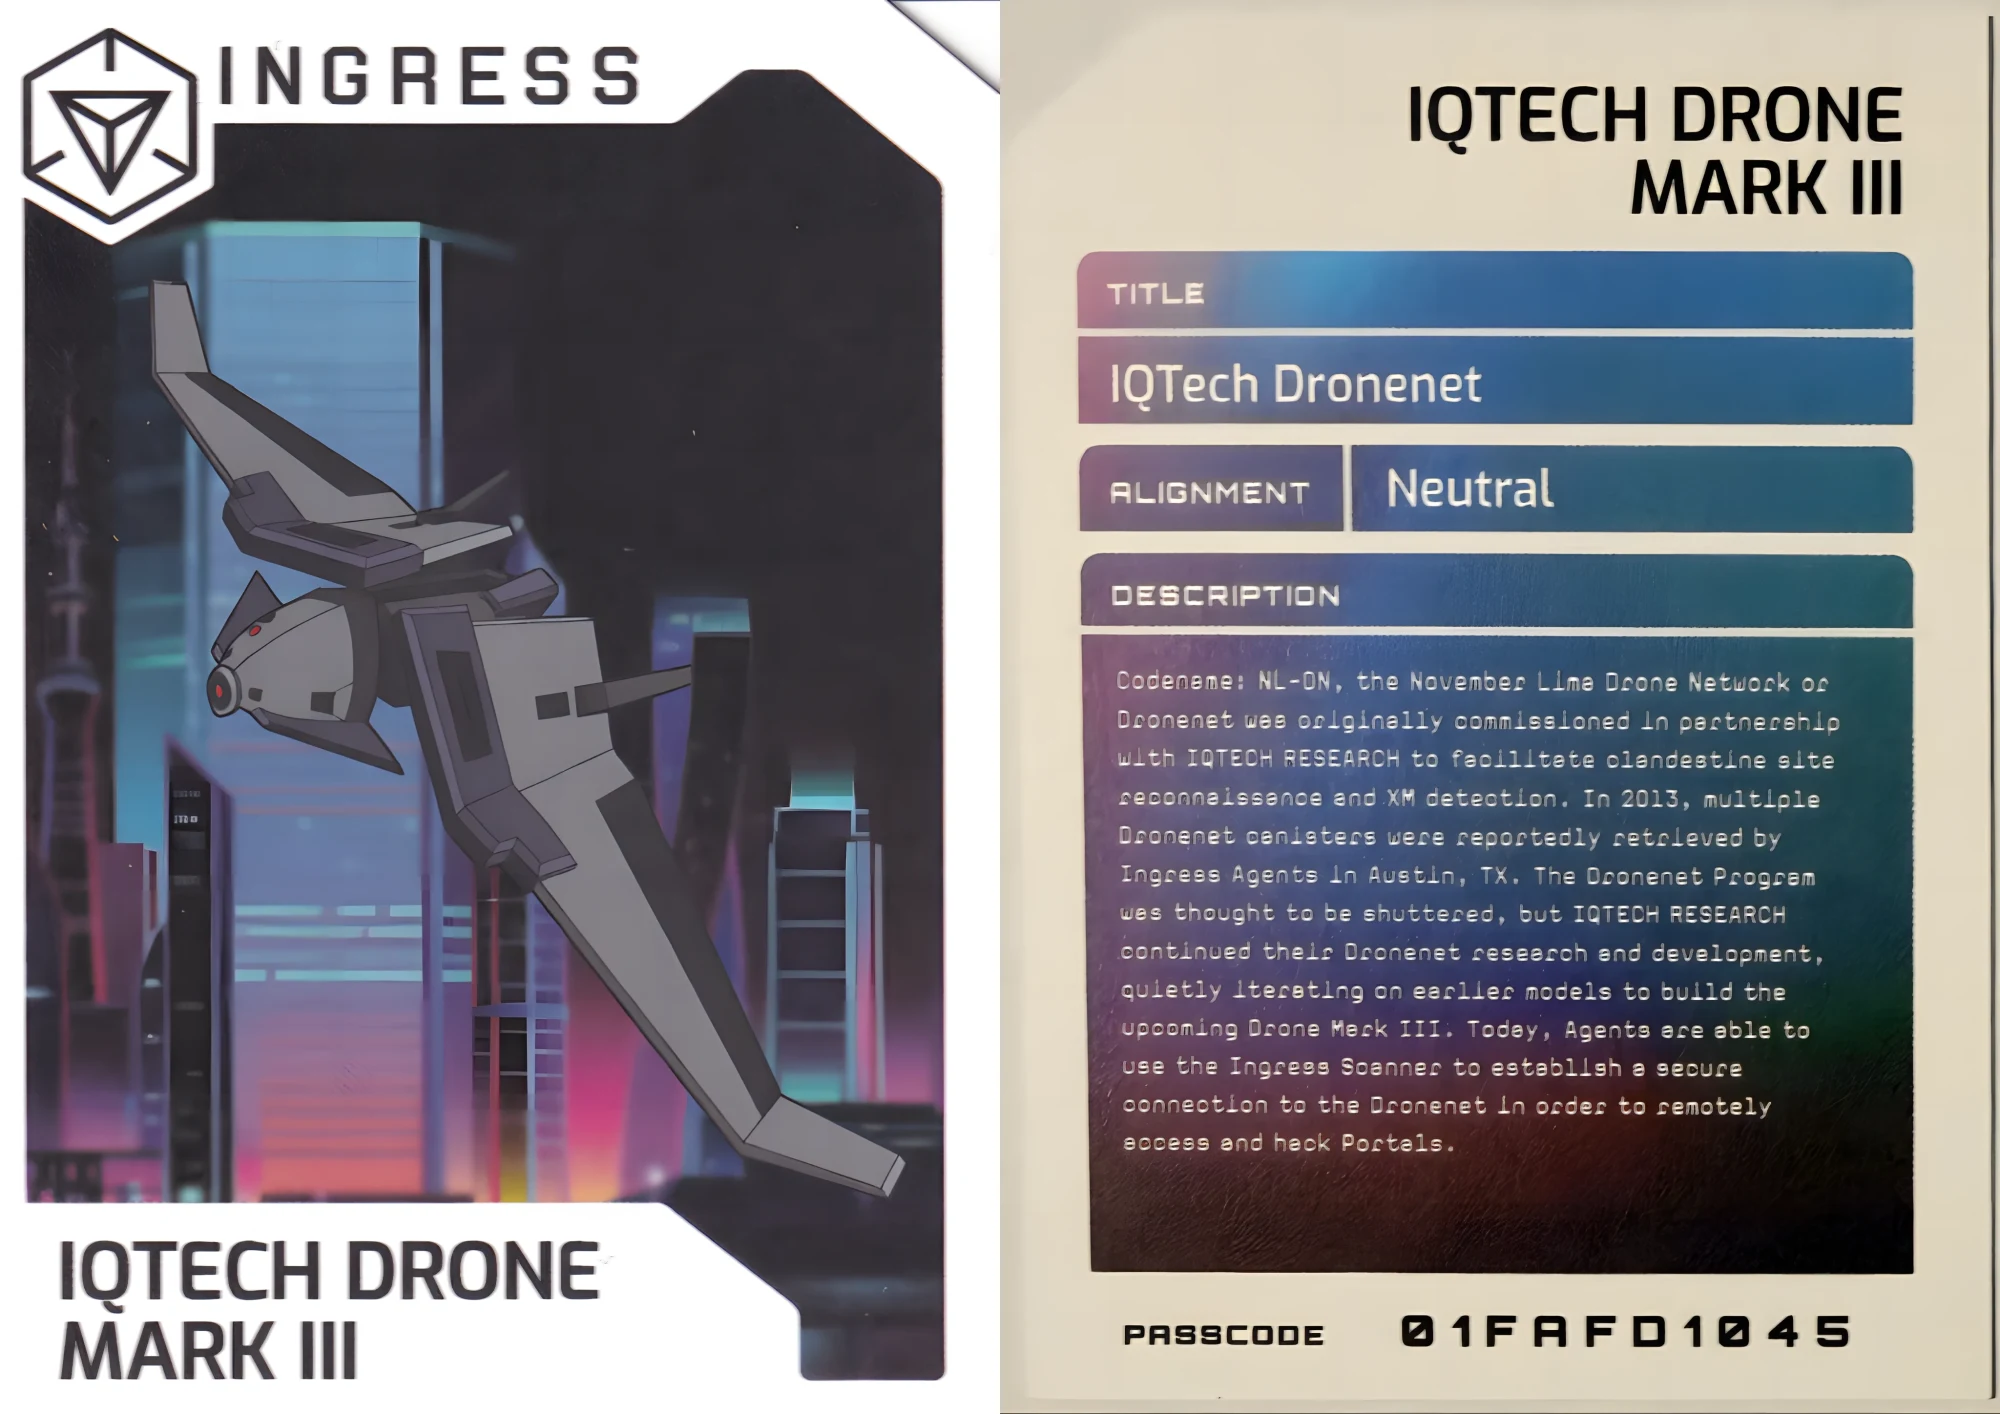 INGRESS
IQTECH DRONE
MARK III
IQTECH DRONE
MARK III
TITLE
IQTech Dronenet
ALIGNMENT
Neutral
DESCRIPTION
Codename: NL-DN, the November Lima Drone Network or
Dronenet was originally commissioned in partnership
with IQTECH RESEARCH to facilitate clandestine site
reconnaissance and XM detection. In 2013, multiple
Dronenet canisters were reportedly retrieved by
Ingress Agents in Austin, TX. The Dronenet Program
was thought to be shuttered, but IQTECH RESEARCH
continued their Dronenet research and development,
quietly iterating on earlier models to build the
upcoming Drone Mark III. Today, Agents are able to
use the Ingress Scanner to establish a secure
connection to the Dronenet in order to remotely
access and hack Portals.
PASSCODE 01FAFD1045